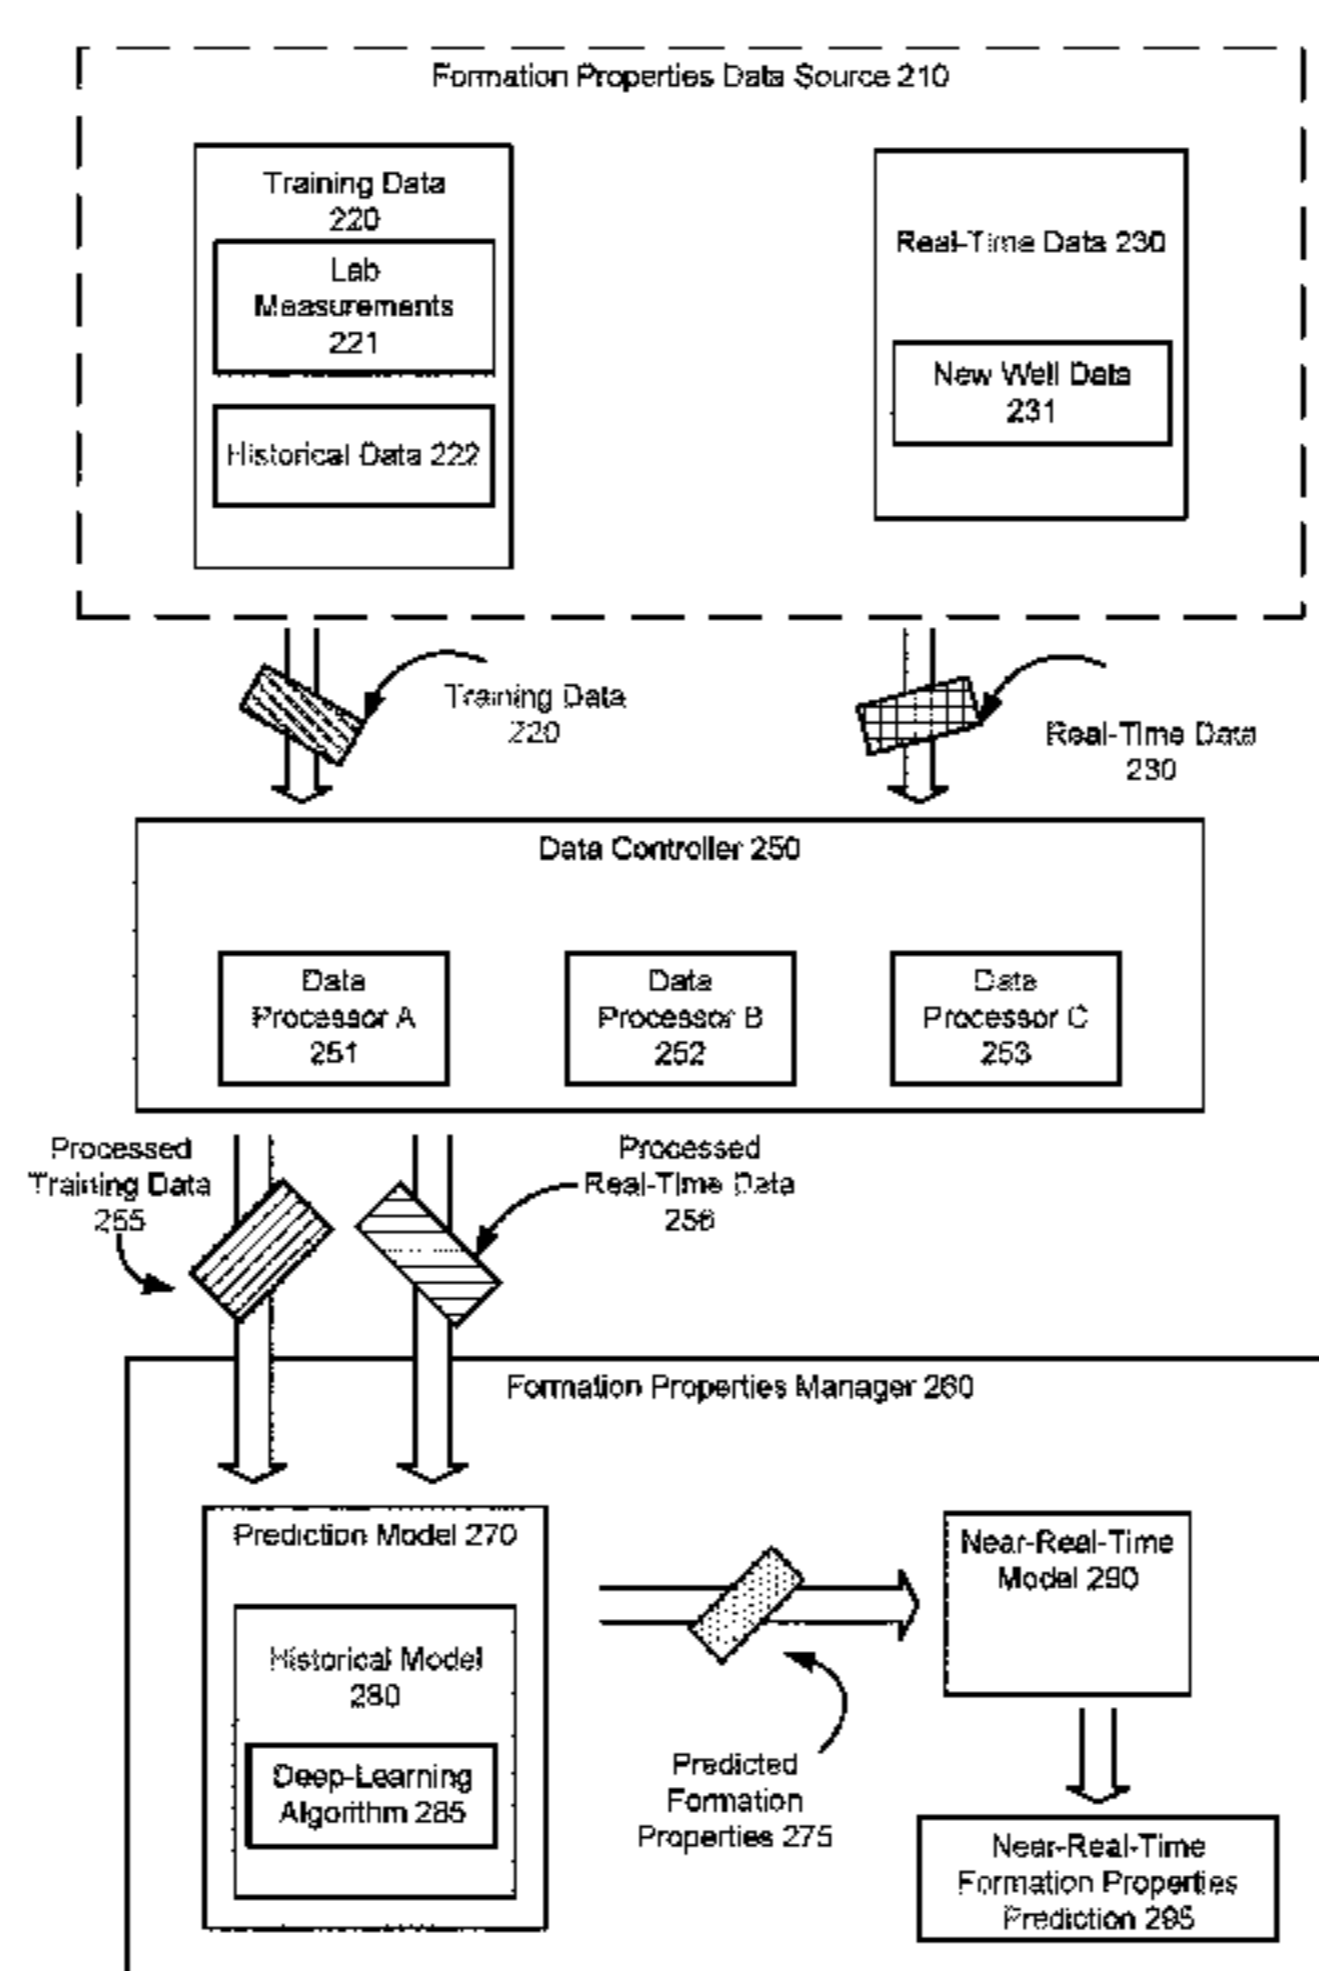 Formation Properties Data Source 210
Training Data
220
Lab
Measurements
221
Historical Data 222
Real-Time Data 230
New Well Data
231
Training Data
220
Real-Time Data
230
Data Controller 250
Data
Processor A
251
Data
Processor B
252
Data
Processor C
253
Processed
Training Data
255
Processed
Real-Time Data
256
Formation Properties Manager 260
Prediction Model 270
Historical Model
280
Deep-Learning
Algorithm 285
Predicted
Formation
Properties 275
Near-Real-Time
Model 290
Near-Real-Time
Formation Properties
Prediction 295